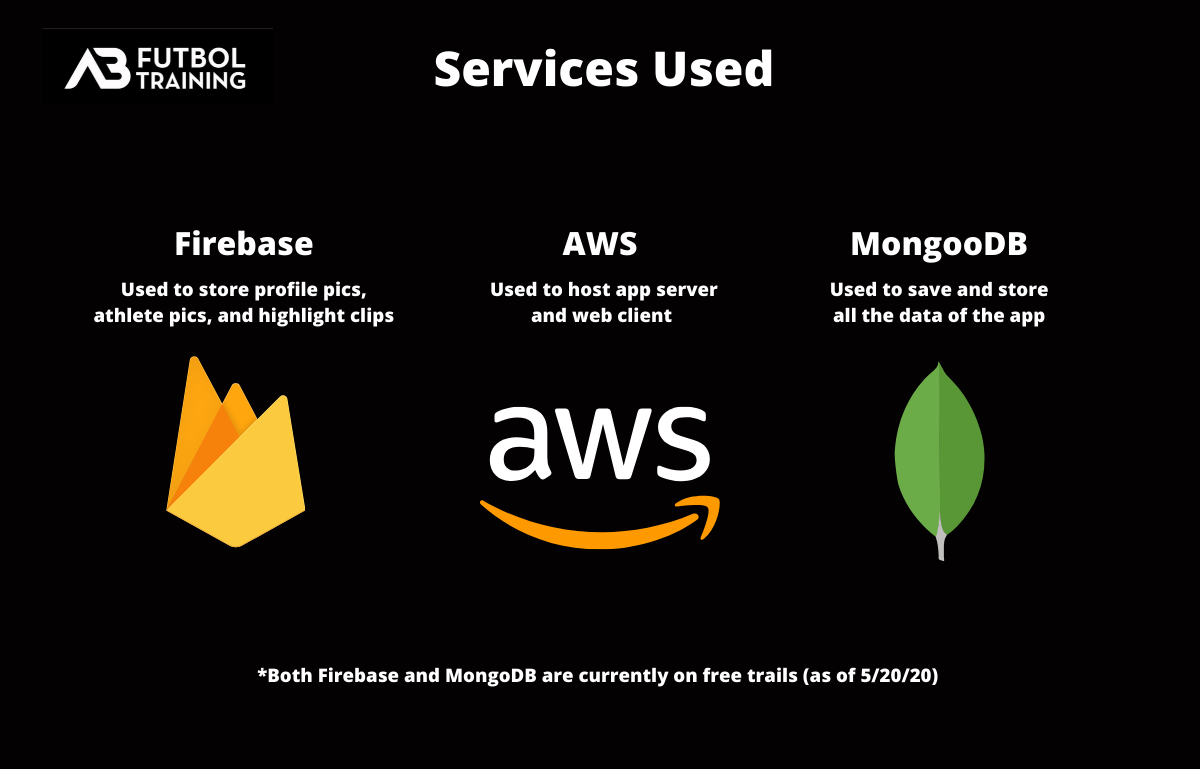 AB FUTBOL
TRAINING
Services Used
Firebase
Used to store profile pics,
athlete pics, and highlight clips
AWS
Used to host app server
and web client
aws
MongooDB
Used to save and store
all the data of the app
*Both Firebase and MongoDB are currently on free trails (as of 5/20/20)